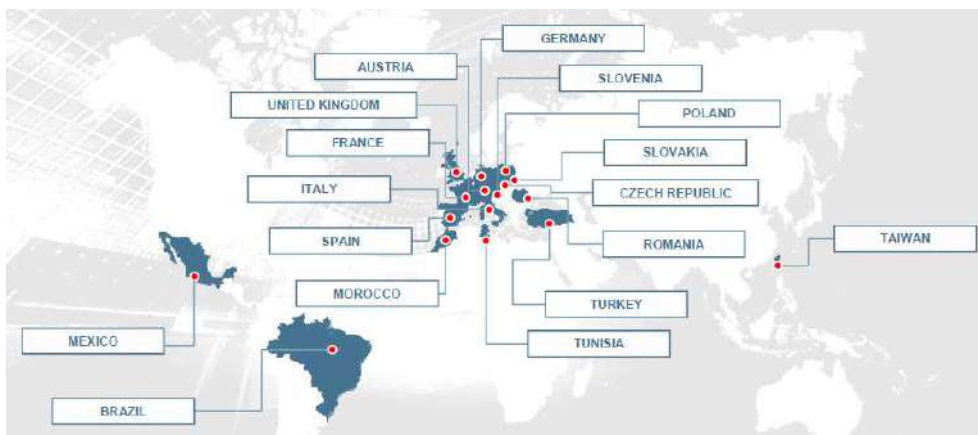 GERMANY
AUSTRIA
SLOVENIA
UNITED KINGDOM
POLAND
FRANCE
SLOVAKIA
ITALY
CZECH REPUBLIC
SPAIN
ROMANIA
TAIWAN
MOROCCO
TURKEY
MEXICO
TUNISIA
BRAZIL